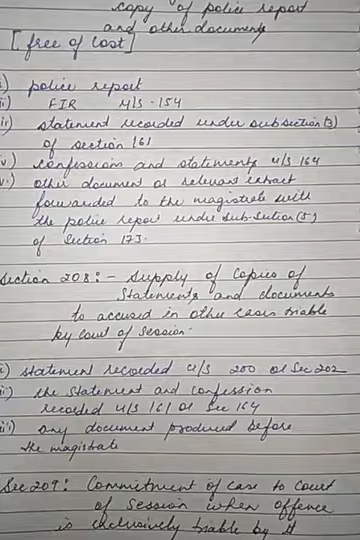 copy of police report
and other documents
[free of cost]
i) police report
ii) FIR u/s - 154
iii) statement recorded under subsection (3)
of section 161
iv) confessions and statements u/s 164
v) other document or relevant extract
forwarded to the magistrate with
the police report under sub-section (5)
of section 173.
Section 208:- Supply of Copies of
Statements and documents
to accused in other cases triable
by court of session.
i) statement recorded u/s 200 or Sec 202
ii) the statement and confession
recorded u/s 161 or Sec 164
iii) any document produced before
the magistrate
Sec 209: Commitment of case to Court
of Session when offence
is exclusively triable by it